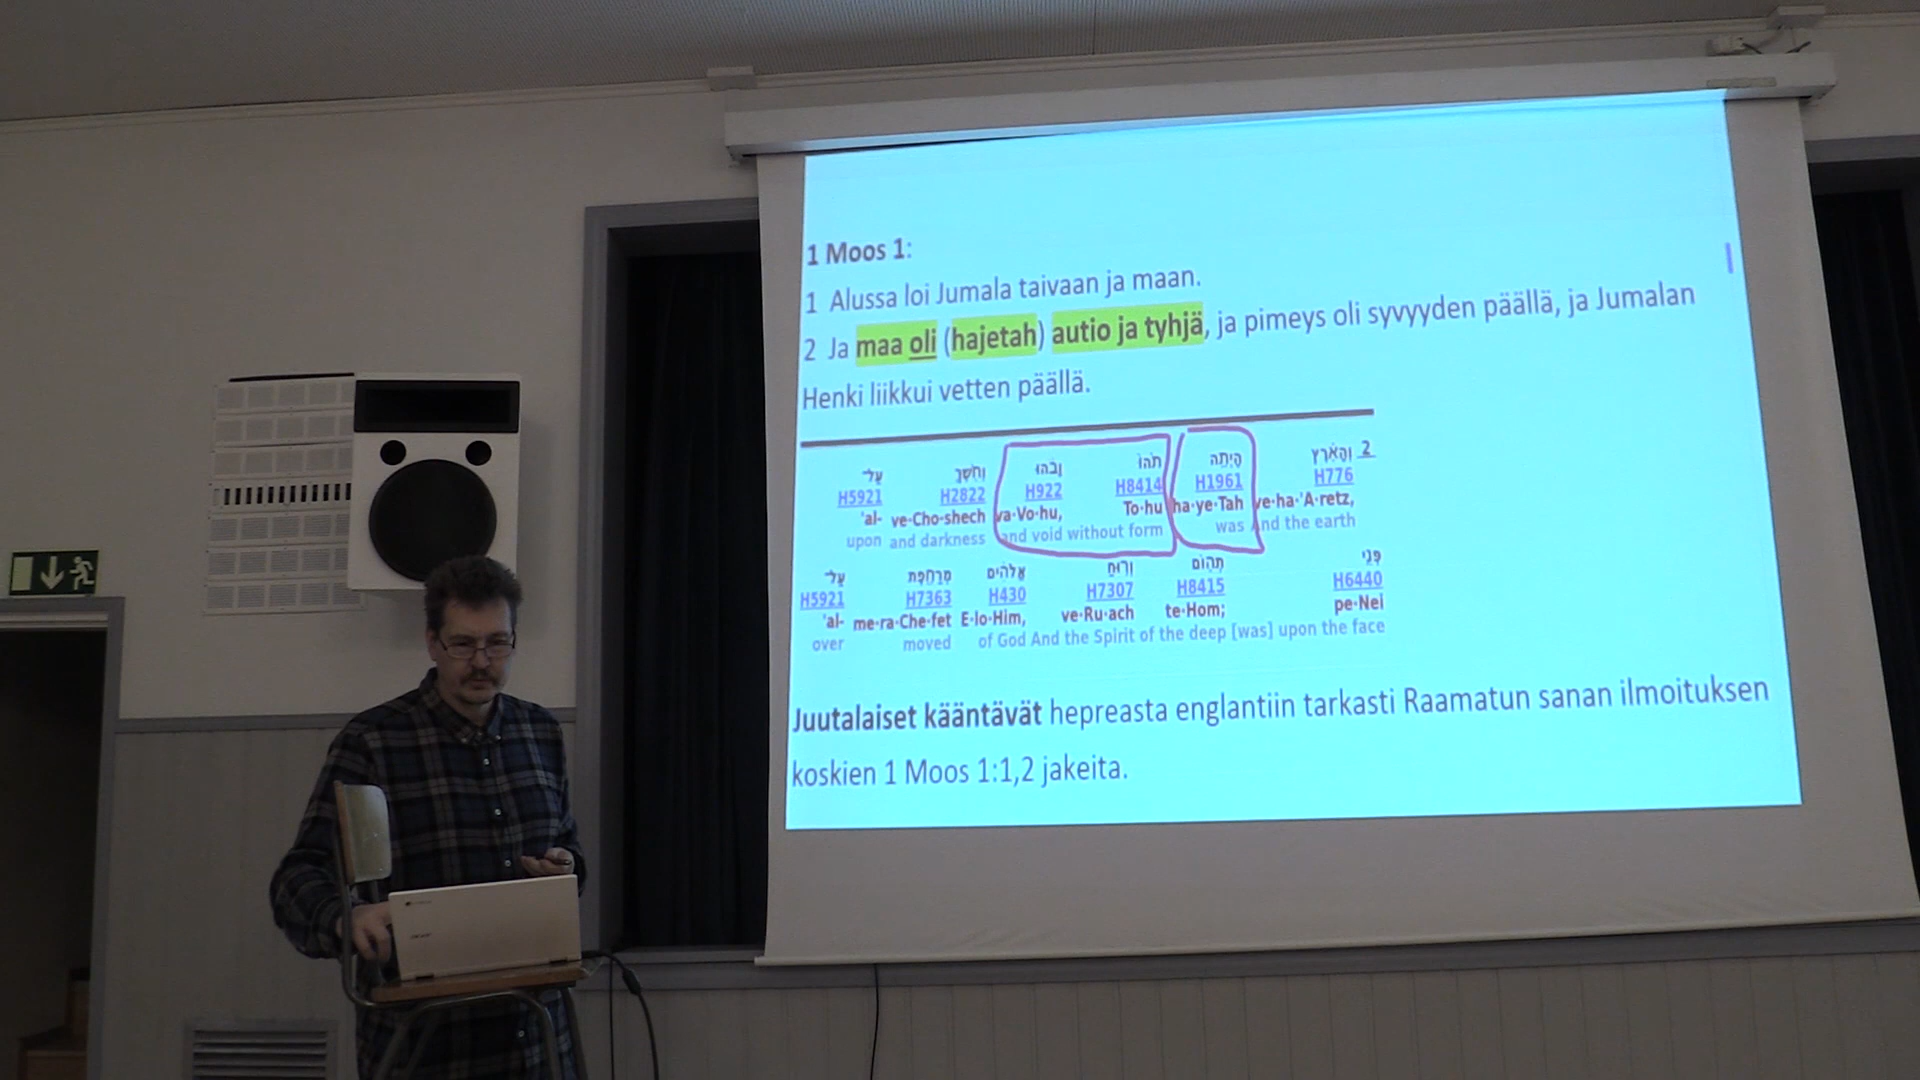 1 Moos 1:
1 Alussa loi Jumala taivaan ja maan.
2 Ja maa oli (hajetah) autio ja tyhjä, ja pimeys oli syvyyden päällä, ja Jumalan
Henki liikkui vetten päällä.
עַל־ וְחֹשֶׁךְ וָבֹהוּ תֹהוּ הָיְתָה וְהָאָרֶץ 2
H5921 H2822 H922 H8414 H1961 H776
'al- ve·Cho·shech va·Vo·hu, To·hu ha·ye·Tah ve·ha·'A·retz,
upon and darkness and void without form was And the earth
עַל־ מְרַחֶפֶת אֱלֹהִים וְרוּחַ תְהוֹם פְּנֵי
H5921 H7363 H430 H7307 H8415 H6440
'al- me·ra·Che·fet E·lo·Him, ve·Ru·ach te·Hom; pe·Nei
over moved of God And the Spirit of the deep [was] upon the face
Juutalaiset kääntävät hepreasta englantiin tarkasti Raamatun sanan ilmoituksen
koskien 1 Moos 1:1,2 jakeita.